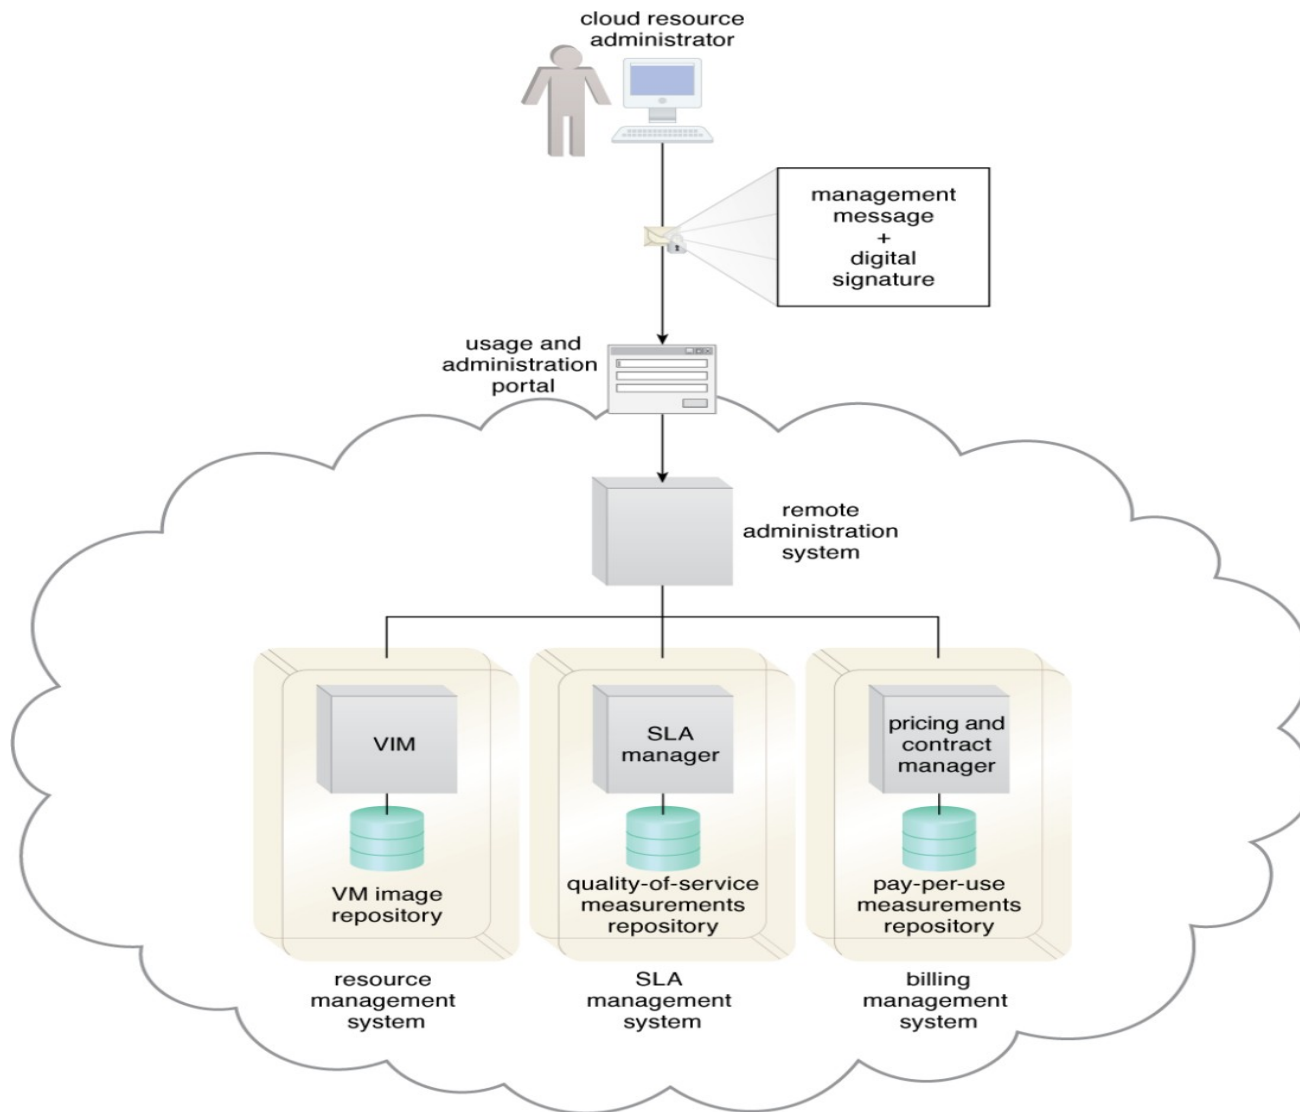 cloud resource
administrator
management
message
+
digital
signature
usage and
administration
portal
remote
administration
system
VIM
VM image
repository
resource
management
system
SLA
manager
quality-of-service
measurements
repository
SLA
management
system
pricing and
contract
manager
pay-per-use
measurements
repository
billing
management
system